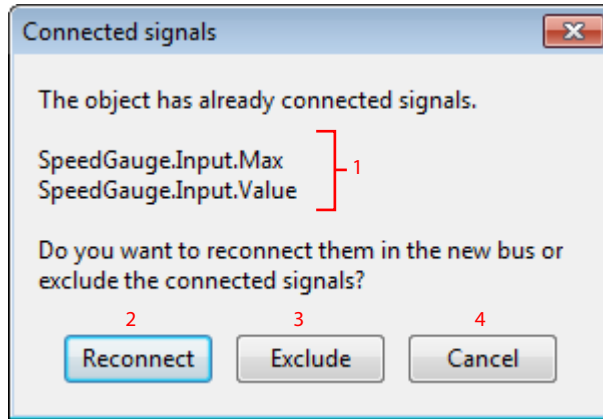 Connected signals
The object has already connected signals.
SpeedGauge.Input.Max
SpeedGauge.Input.Value
1
Do you want to reconnect them in the new bus or
exclude the connected signals?
2 3 4
Reconnect Exclude Cancel